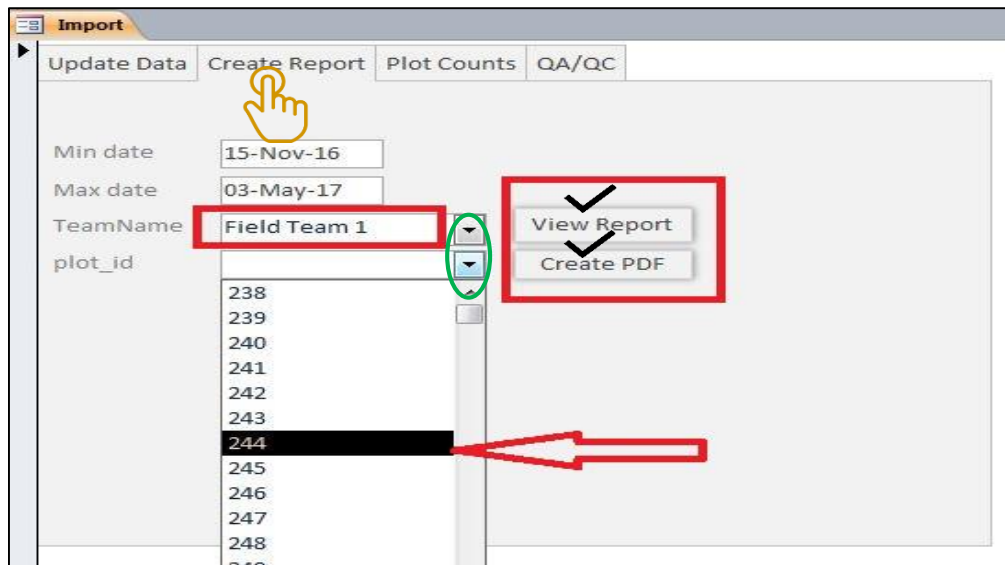 Import
Update Data Create Report Plot Counts QA/QC
Min date 15-Nov-16
Max date 03-May-17
TeamName Field Team 1 View Report
plot_id Create PDF
238
239
240
241
242
243
244
245
246
247
248